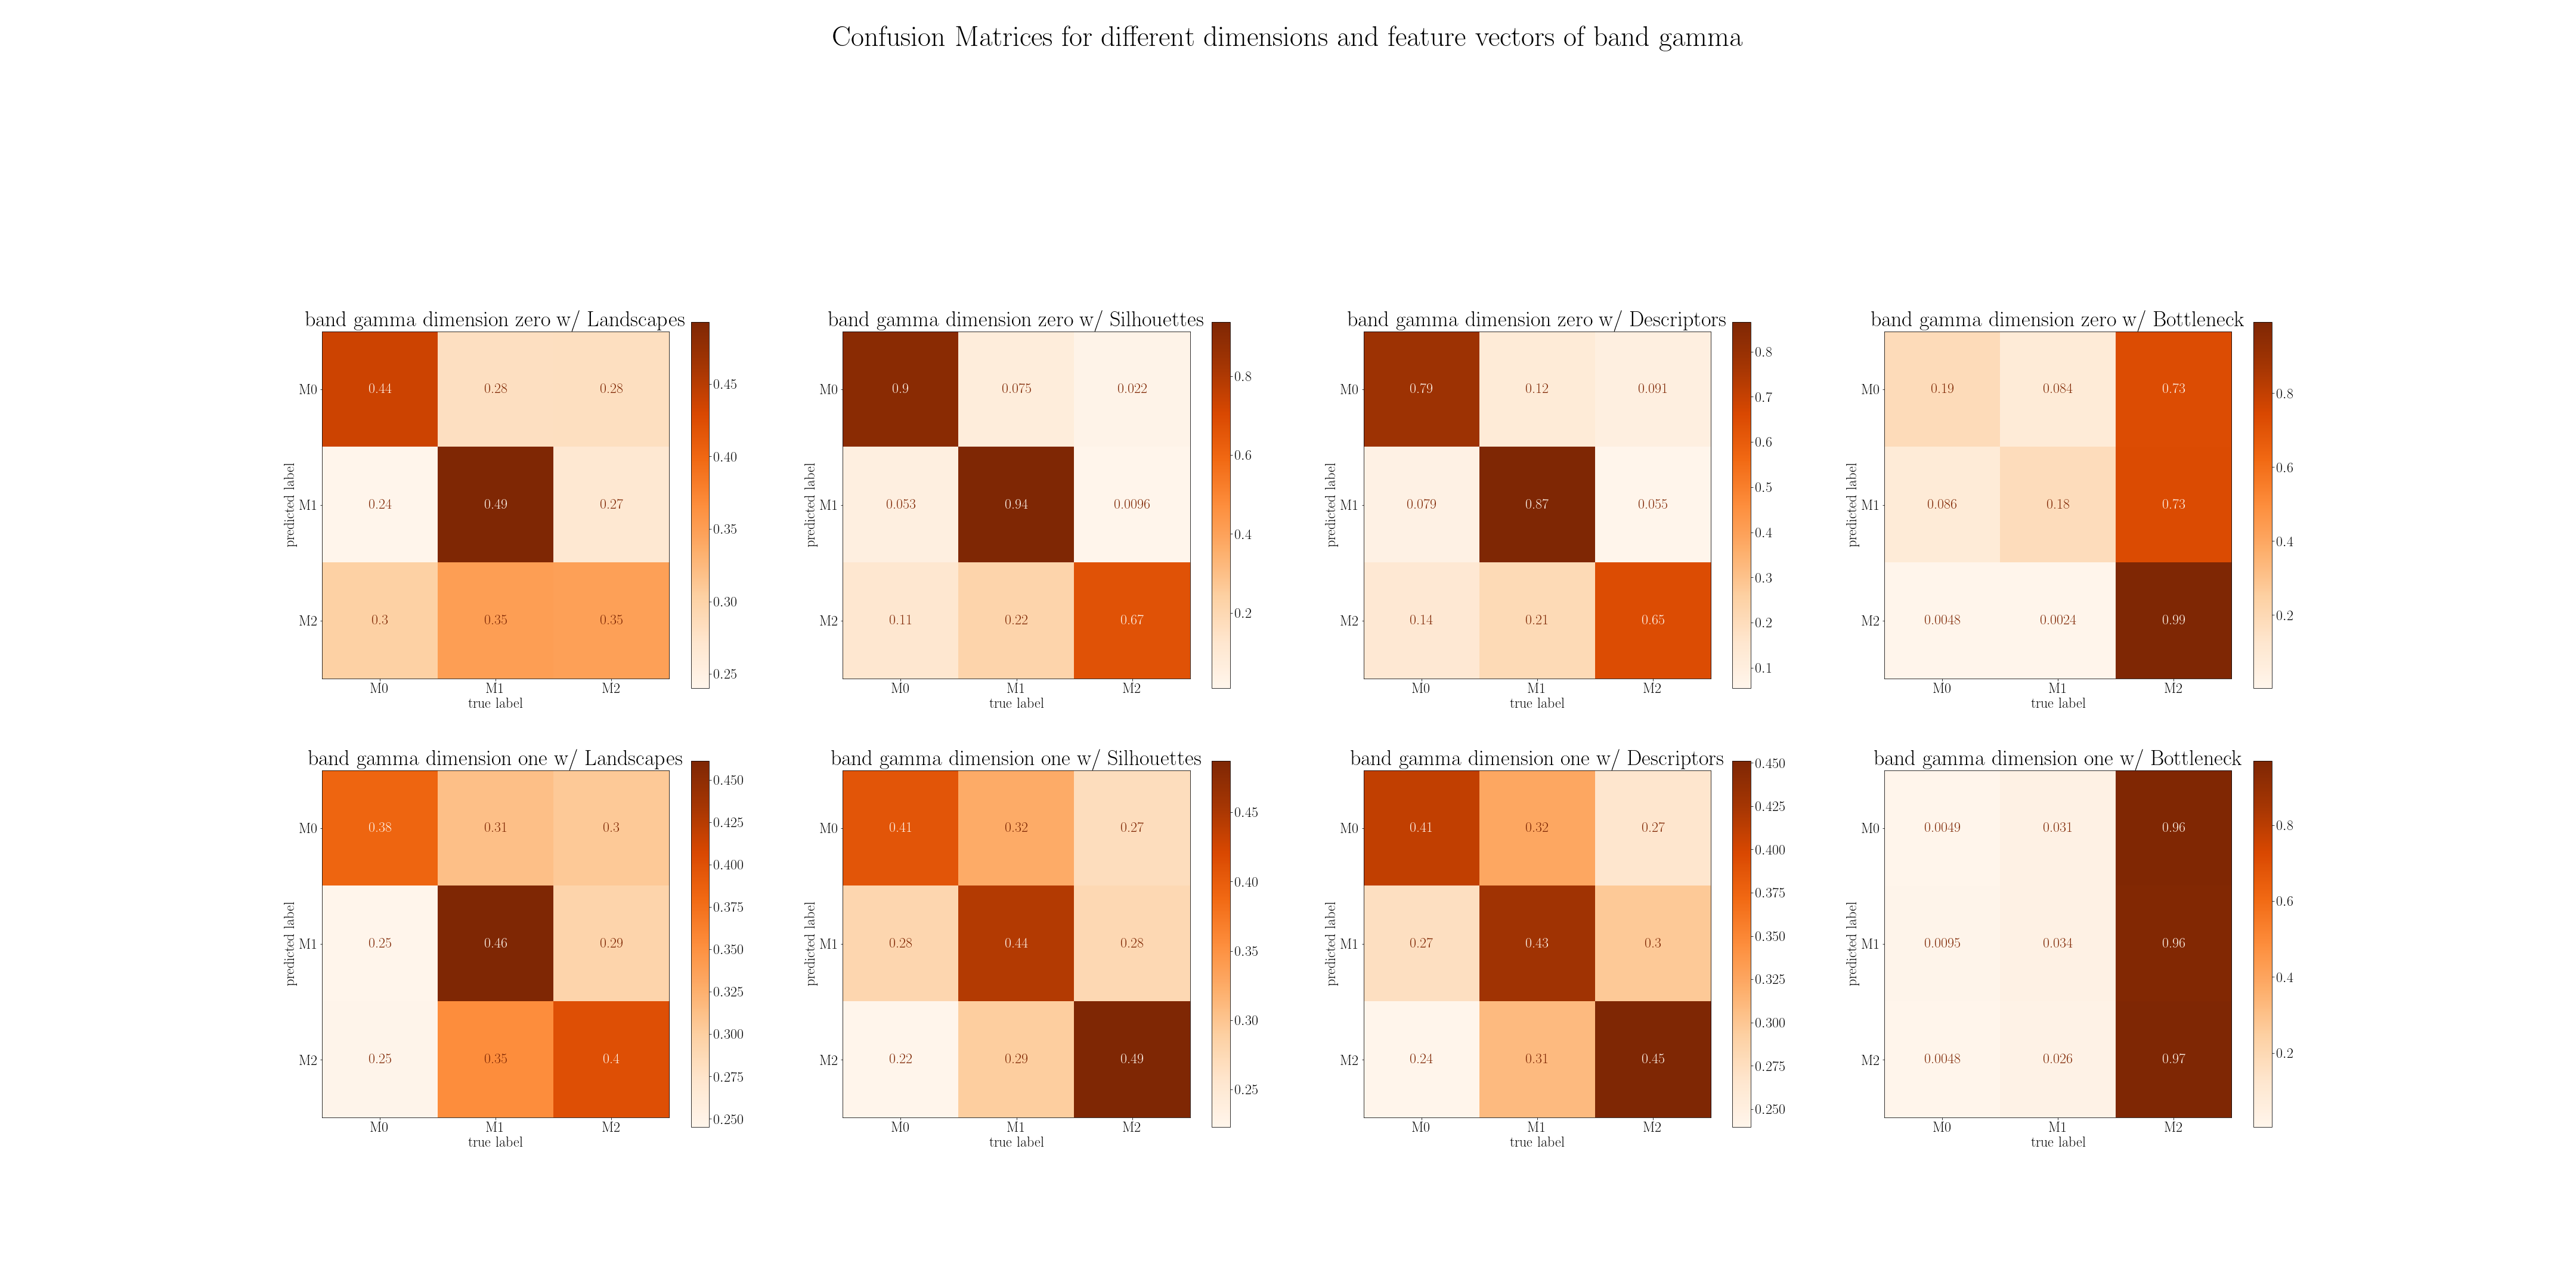 Confusion Matrices for different dimensions and feature vectors of band gamma
band gamma dimension zero w/ Landscapes
predicted label
M0 0.44 0.28 0.28
M1 0.24 0.49 0.27
M2 0.3 0.35 0.35
M0 M1 M2
true label
0.45
0.40
0.35
0.30
0.25
band gamma dimension zero w/ Silhouettes
predicted label
M0 0.9 0.075 0.022
M1 0.053 0.94 0.0096
M2 0.11 0.22 0.67
M0 M1 M2
true label
0.8
0.6
0.4
0.2
band gamma dimension zero w/ Descriptors
predicted label
M0 0.79 0.12 0.091
M1 0.079 0.87 0.055
M2 0.14 0.21 0.65
M0 M1 M2
true label
0.8
0.7
0.6
0.5
0.4
0.3
0.2
0.1
band gamma dimension zero w/ Bottleneck
predicted label
M0 0.19 0.084 0.73
M1 0.086 0.18 0.73
M2 0.0048 0.0024 0.99
M0 M1 M2
true label
0.8
0.6
0.4
0.2
band gamma dimension one w/ Landscapes
predicted label
M0 0.38 0.31 0.3
M1 0.25 0.46 0.29
M2 0.25 0.35 0.4
M0 M1 M2
true label
0.450
0.425
0.400
0.375
0.350
0.325
0.300
0.275
0.250
band gamma dimension one w/ Silhouettes
predicted label
M0 0.41 0.32 0.27
M1 0.28 0.44 0.28
M2 0.22 0.29 0.49
M0 M1 M2
true label
0.45
0.40
0.35
0.30
0.25
band gamma dimension one w/ Descriptors
predicted label
M0 0.41 0.32 0.27
M1 0.27 0.43 0.3
M2 0.24 0.31 0.45
M0 M1 M2
true label
0.450
0.425
0.400
0.375
0.350
0.325
0.300
0.275
0.250
band gamma dimension one w/ Bottleneck
predicted label
M0 0.0049 0.031 0.96
M1 0.0095 0.034 0.96
M2 0.0048 0.026 0.97
M0 M1 M2
true label
0.8
0.6
0.4
0.2